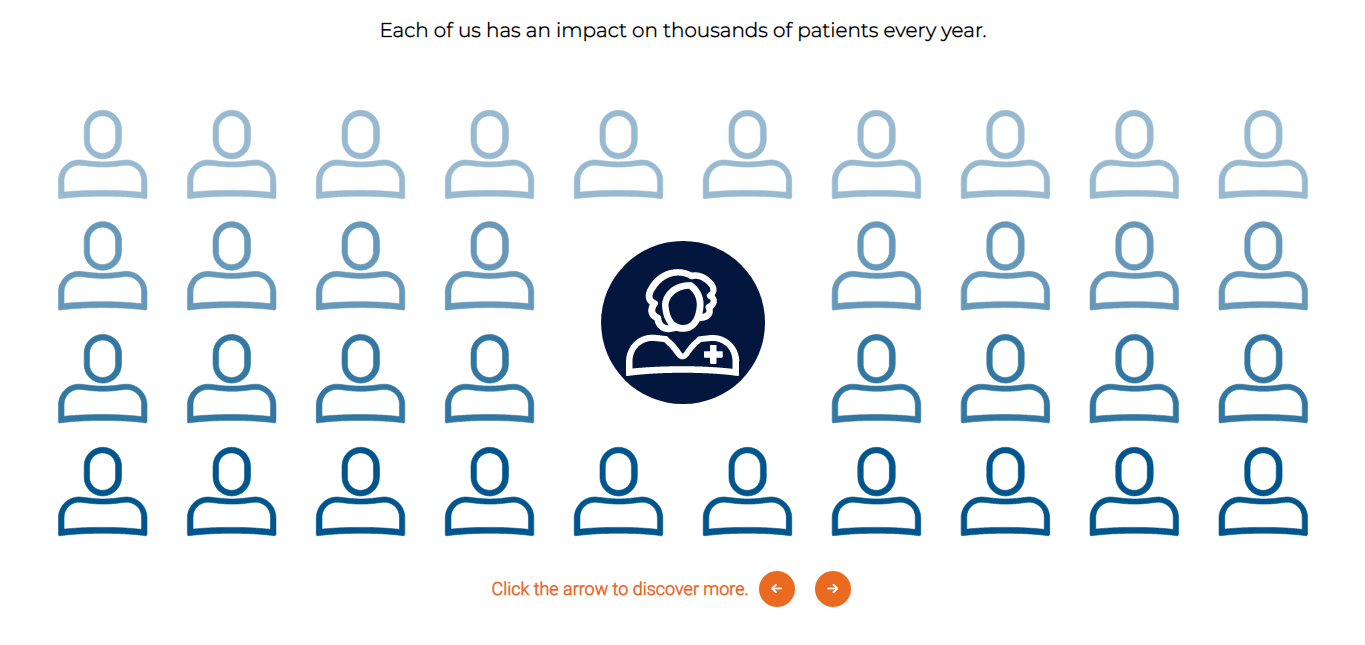 Each of us has an impact on thousands of patients every year.
Click the arrow to discover more.